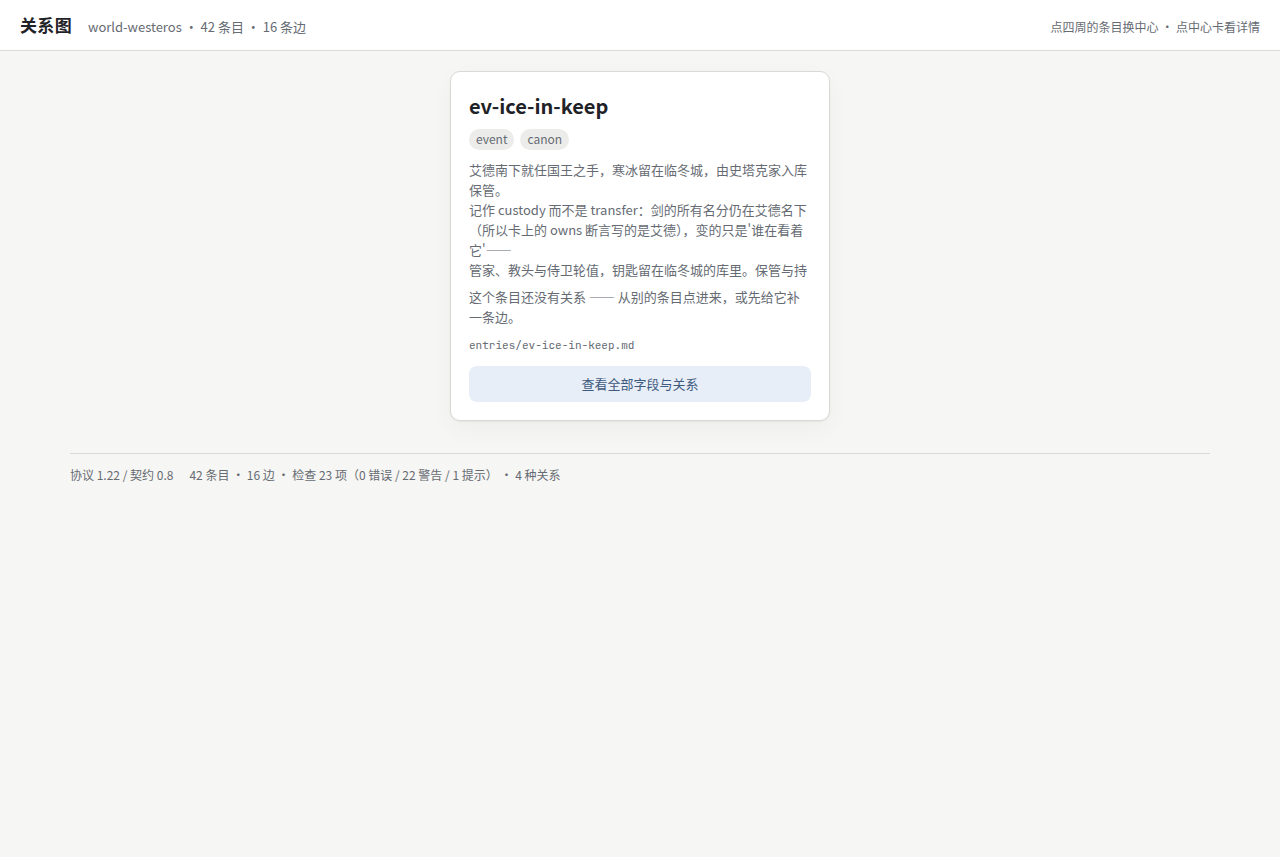 关系图
world-westeros · 42 条目 · 16 条边
点四周的条目换中心 · 点中心卡看详情
ev-ice-in-keep
event canon
艾德南下就任国王之手，寒冰留在临冬城，由史塔克家入库
保管。
记作 custody 而不是 transfer：剑的所有名分仍在艾德名下
（所以卡上的 owns 断言写的是艾德），变的只是'谁在看着
它'——
管家、教头与侍卫轮值，钥匙留在临冬城的库里。保管与持
这个条目还没有关系 —— 从别的条目点进来，或先给它补
一条边。
entries/ev-ice-in-keep.md
查看全部字段与关系
协议 1.22 / 契约 0.8 42 条目 · 16 边 · 检查 23 项（0 错误 / 22 警告 / 1 提示） · 4 种关系